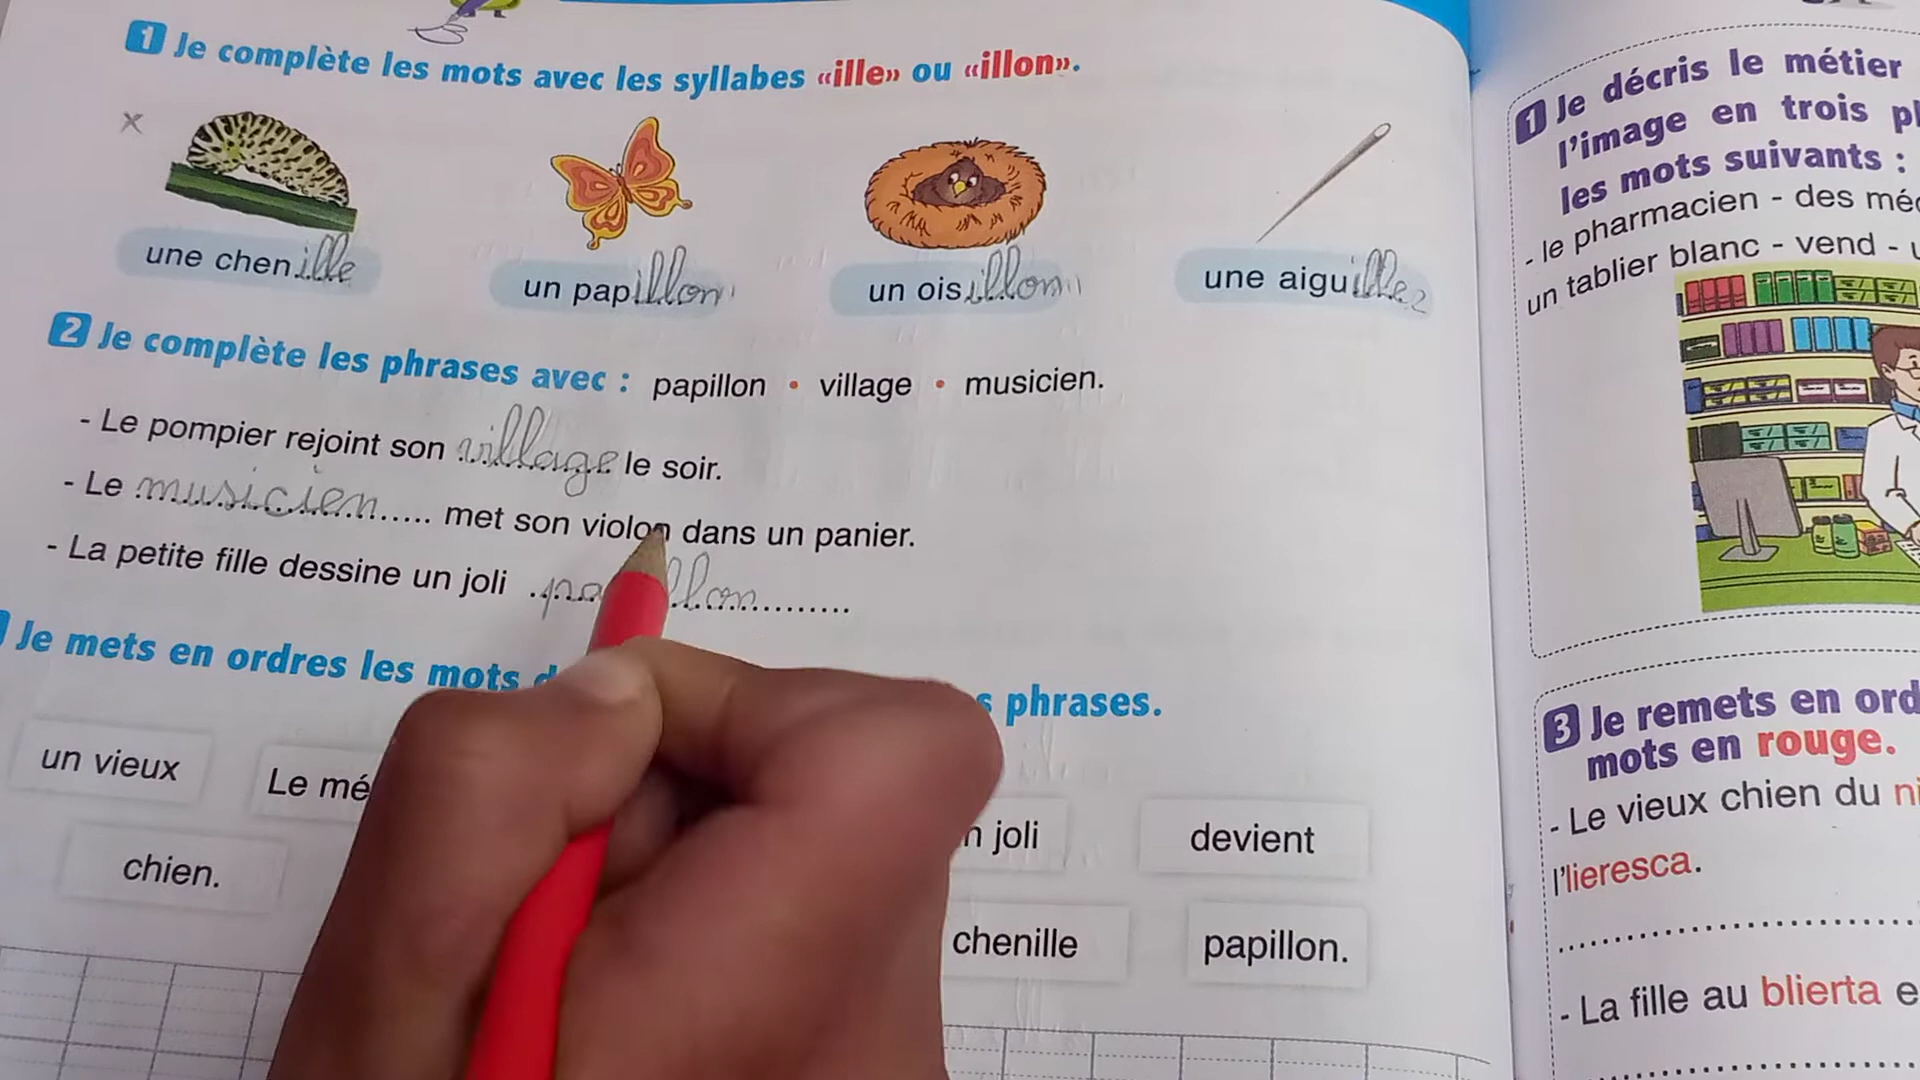 1 Je complète les mots avec les syllabes «ille» ou «illon».
une chenille
un papillon
un oisillon
une aiguille
2 Je complète les phrases avec : papillon • village • musicien.
- Le pompier rejoint son village le soir.
- Le musicien met son violon dans un panier.
- La petite fille dessine un joli papillon
Je mets en ordres les mots phrases.
un vieux
Le mé
joli
devient
chien.
chenille
papillon.
1 Je décris le métier
l'image en trois
les mots suivants :
- le pharmacien - des
un tablier blanc - vend -
3 Je remets en
mots en rouge.
- Le vieux chien du
l'lieresca.
- La fille au blierta